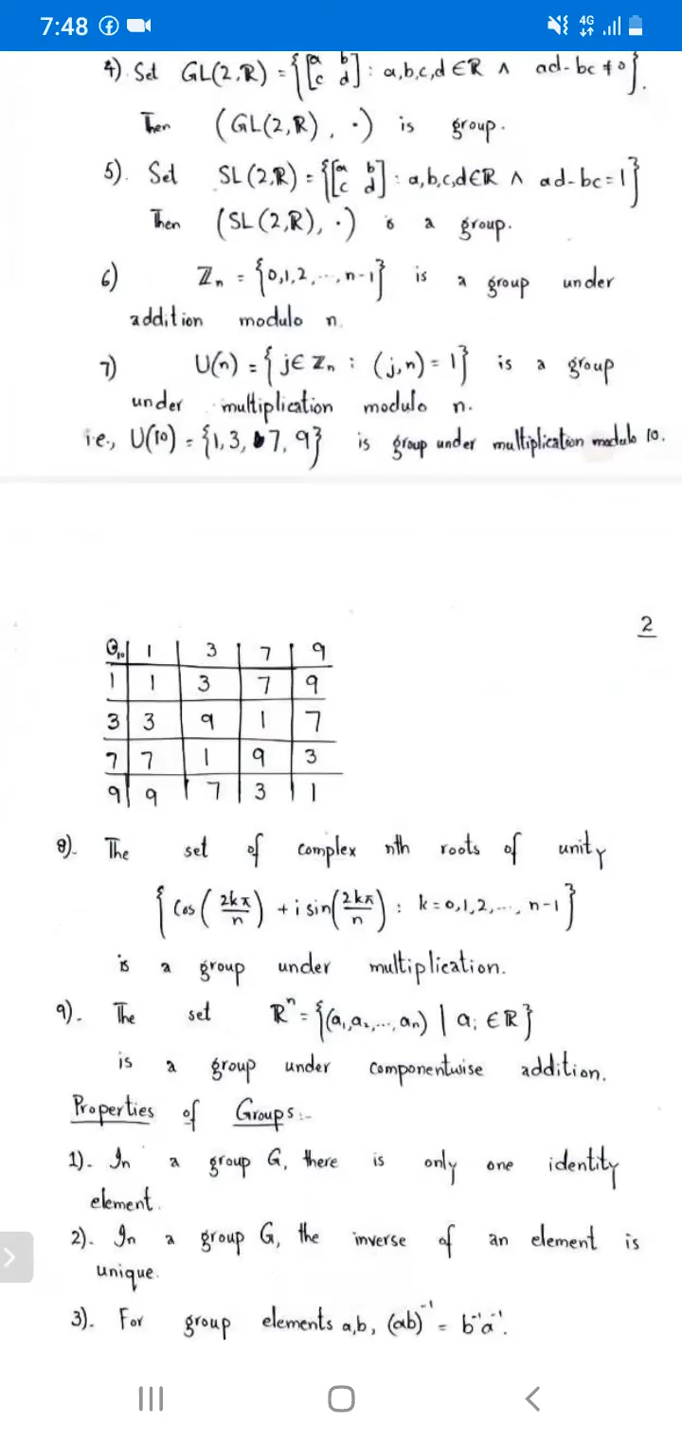 7:48 4G
4). Set GL(2,R) = {[a b c d] : a,b,c,d ∈ R ∧ ad-bc ≠ 0}.
Then (GL(2,R), ·) is group.
5). Set SL(2,R) = {[a b c d] : a,b,c,d ∈ R ∧ ad-bc = 1}
Then (SL(2,R), ·) is a group.
6) Zₙ = {0,1,2,...,n-1} is a group under
addition modulo n.
7) U(n) = {j ∈ Zₙ : (j,n) = 1} is a group
under multiplication modulo n.
i.e., U(10) = {1,3,7,9} is group under multiplication modulo 10.
2
⊙₁₀ 1 3 7 9
1 1 3 7 9
3 3 9 1 7
7 7 1 9 3
9 9 7 3 1
8). The set of complex nth roots of unity
{Cos(2kπ/n) + i sin(2kπ/n) : k = 0,1,2,..., n-1}
is a group under multiplication.
9). The set Rⁿ = {(a₁,a₂,...,aₙ) | aᵢ ∈ R}
is a group under componentwise addition.
Properties of Groups:-
1). In a group G, there is only one identity
element.
2). In a group G, the inverse of an element is
unique.
3). For group elements a,b, (ab)⁻¹ = b⁻¹a⁻¹.